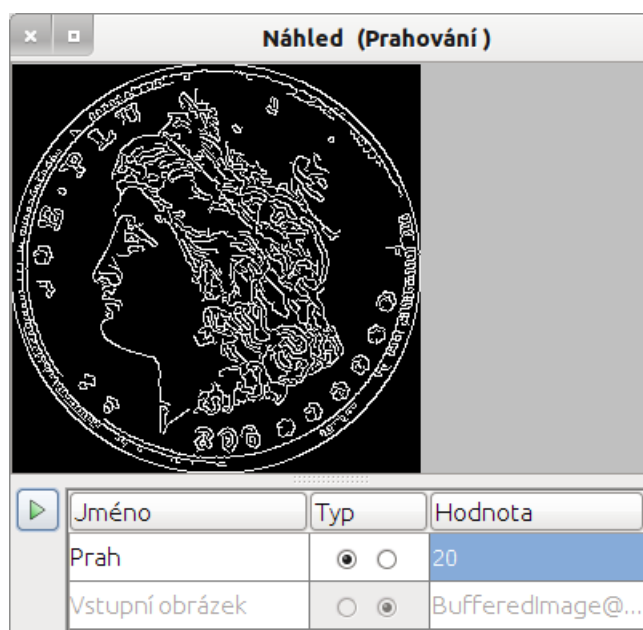 Náhled (Prahování)
Jméno Typ Hodnota
Prah 20
Vstupní obrázek BufferedImage@...